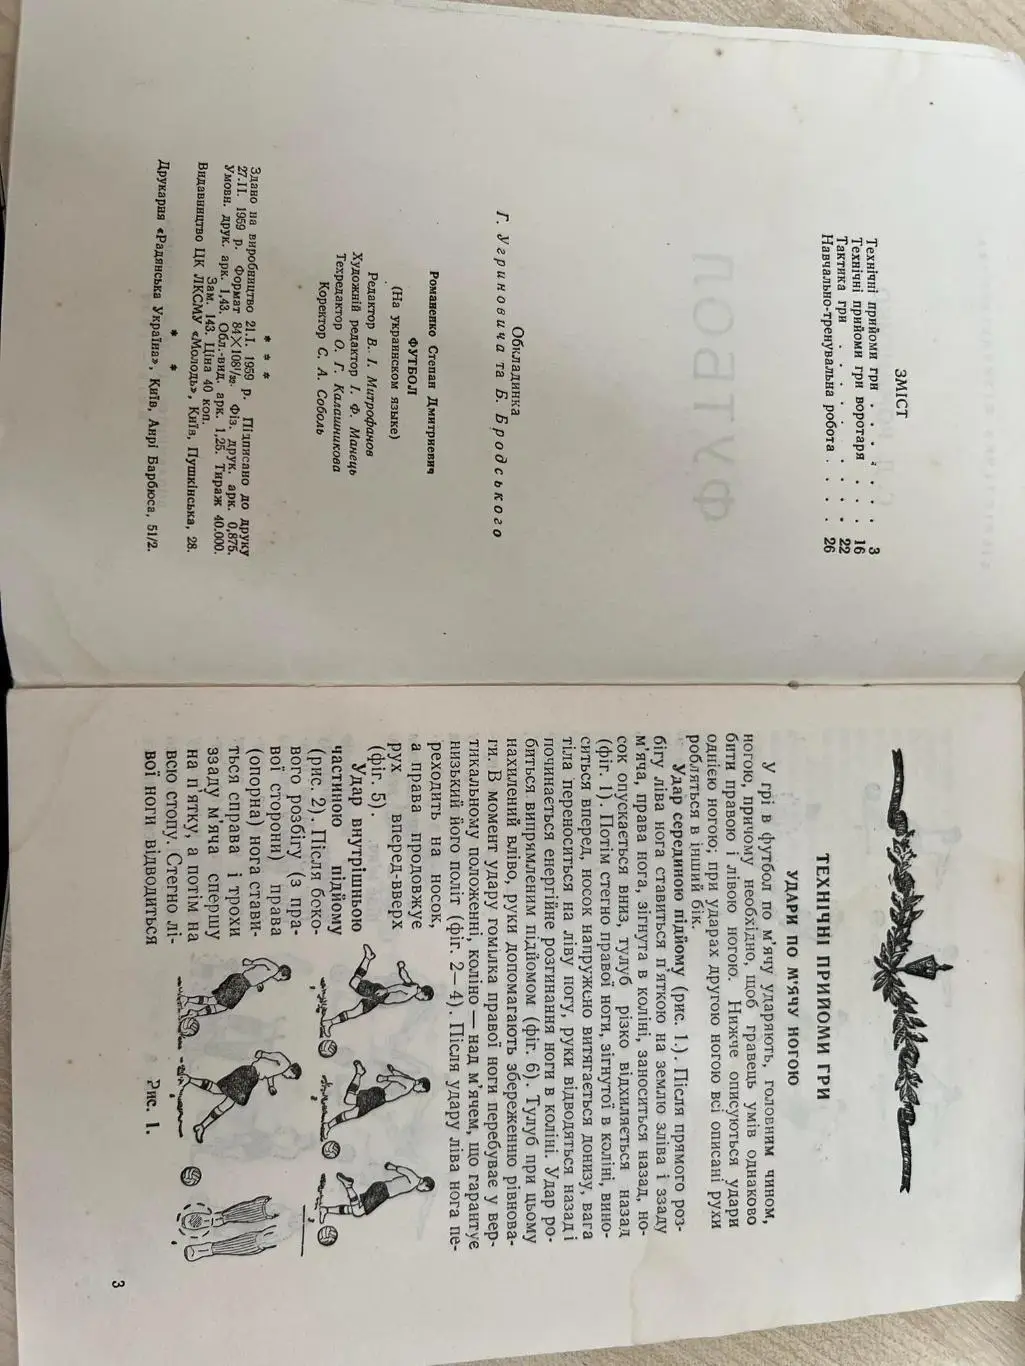 ЗМІСТ
Технічні прийоми гри . . . . . . 3
Технічні прийоми гри воротаря . . . 16
Тактика гри . . . . . . . 22
Навчально-тренувальна робота . . . . 26
Обкладинка
Г. Угриновича та Б. Бродського
Романенко Степан Дмитриевич
ФУТБОЛ
(На украинском языке)
Редактор В. І. Митрофанов
Художній редактор І. Ф. Манець
Техредактор О. Г. Калашникова
Коректор С. А. Соболь
* * *
Здано на виробництво 21.І. 1959 р. Підписано до друку
27.ІІ. 1959 р. Формат 84×108¹/₃₂. Фіз. друк. арк. 0,875.
Умовн. друк. арк. 1,43. Обл.-вид. арк. 1,25. Тираж 40.000.
Зам. 143. Ціна 40 коп.
Видавництво ЦК ЛКСМУ «Молодь», Київ, Пушкінська, 28.
* * *
Друкарня «Радянська Україна», Київ, Анрі Барбюса, 51/2.
ТЕХНІЧНІ ПРИЙОМИ ГРИ
УДАРИ ПО М'ЯЧУ НОГОЮ
У грі в футбол по м'ячу ударяють, головним чином,
ногою, причому необхідно, щоб гравець умів однаково
бити правою і лівою ногою. Нижче описуються удари
однією ногою; при ударах другою ногою всі описані рухи
робляться в інший бік.
Удар серединою підйому (рис. 1.). Після прямого роз-
бігу ліва нога ставиться п'яткою на землю зліва і ззаду
м'яча, права нога, зігнута в коліні, заноситься назад, но-
сок опускається вниз, тулуб різко відхиляється назад
(фіг. 1). Потім стегно правої ноги, зігнутої в коліні, вино-
ситься вперед, носок напружено витягається донизу, вага
тіла переноситься на ліву ногу, руки відводяться назад і
починається енергійне розгинання ноги в коліні. Удар ро-
биться випрямленим підйомом (фіг. 6). Тулуб при цьому
нахилений вліво, руки допомагають збереженню рівнова-
ги. В момент удару гомілка правої ноги перебуває у вер-
тикальному положенні, коліно — над м'ячем, що гарантує
низький його політ (фіг. 2—4). Після удару ліва нога пе-
реходить на носок,
а права продовжує
рух вперед-вверх
(фіг. 5).
Удар внутрішньою
частиною підйому
(рис. 2). Після боко-
вого розбігу (з пра-
вої сторони) права
(опорна) нога стави-
ться справа і трохи
ззаду м'яча спершу
на п'ятку, а потім на
всю стопу. Стегно лі-
вої ноги відводиться
Рис. 1.
3